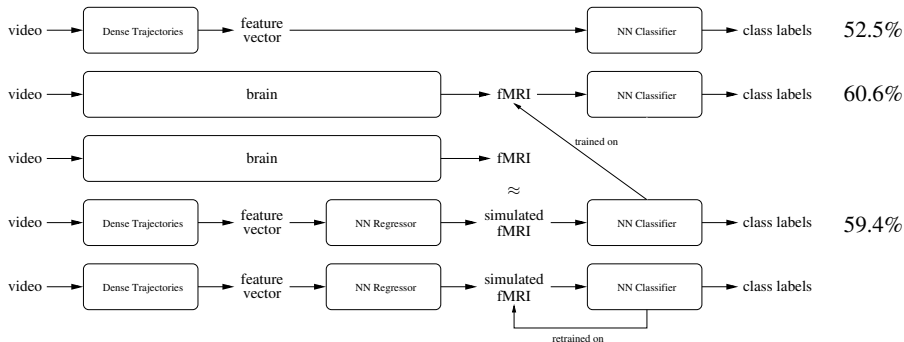 video Dense Trajectories feature vector NN Classifier class labels 52.5%
video brain fMRI NN Classifier class labels 60.6%
trained on
video brain fMRI
≈
video Dense Trajectories feature vector NN Regressor simulated fMRI NN Classifier class labels 59.4%
video Dense Trajectories feature vector NN Regressor simulated fMRI NN Classifier class labels
retrained on